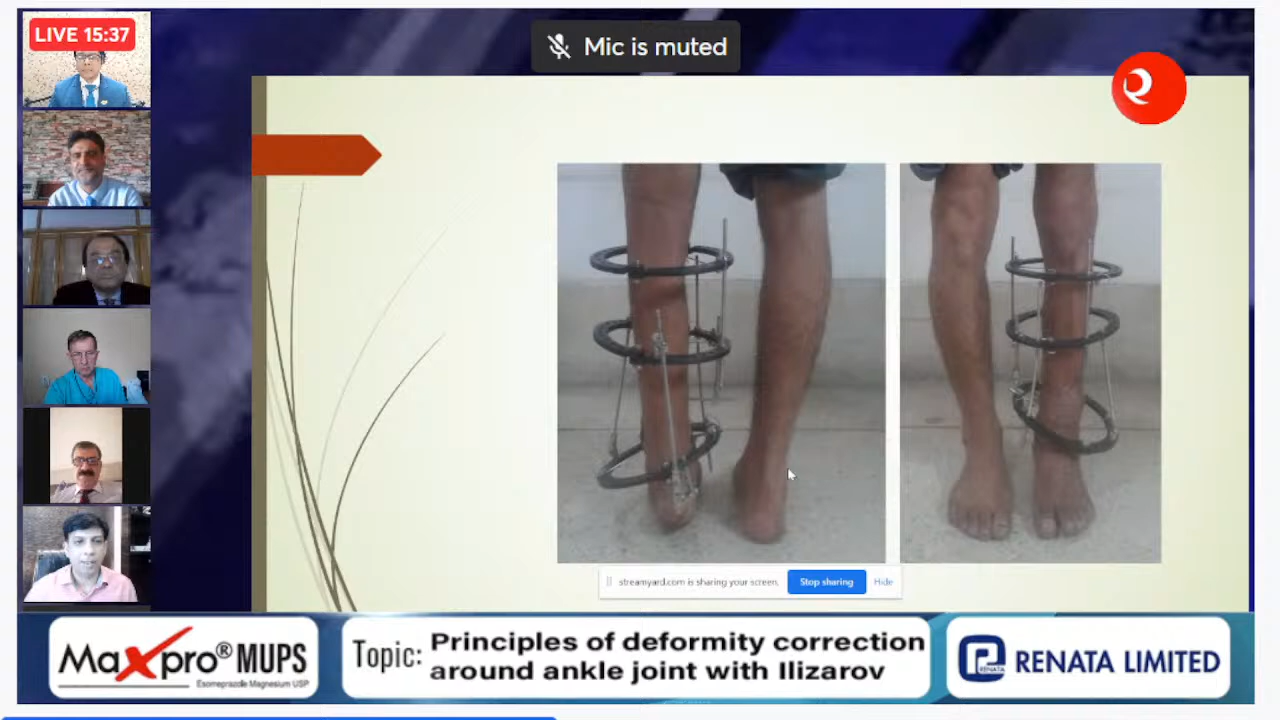 LIVE 15:37
Mic is muted
streamyard.com is sharing your screen.
Stop sharing
Hide
Maxpro® MUPS
Esomeprazole Magnesium USP
Topic: Principles of deformity correction
around ankle joint with Ilizarov
RENATA
RENATA LIMITED